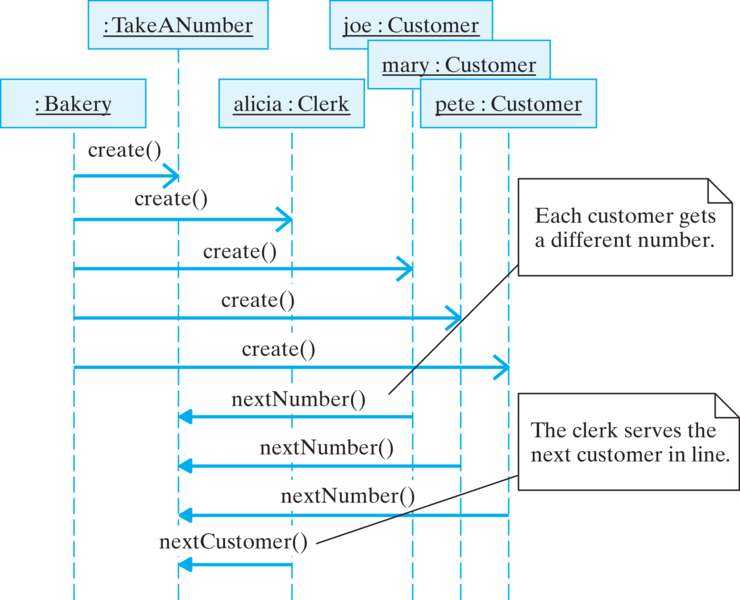 : TakeANumber
joe : Customer
mary : Customer
: Bakery
alicia : Clerk
pete : Customer
create()
create()
Each customer gets
a different number.
create()
create()
create()
nextNumber()
The clerk serves the
next customer in line.
nextNumber()
nextNumber()
nextCustomer()